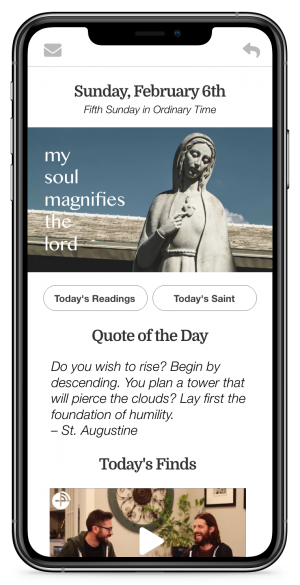 Sunday, February 6th
Fifth Sunday in Ordinary Time
my
soul
magnifies
the
lord
Today's Readings
Today's Saint
Quote of the Day
Do you wish to rise? Begin by
descending. You plan a tower that
will pierce the clouds? Lay first the
foundation of humility.
– St. Augustine
Today's Finds